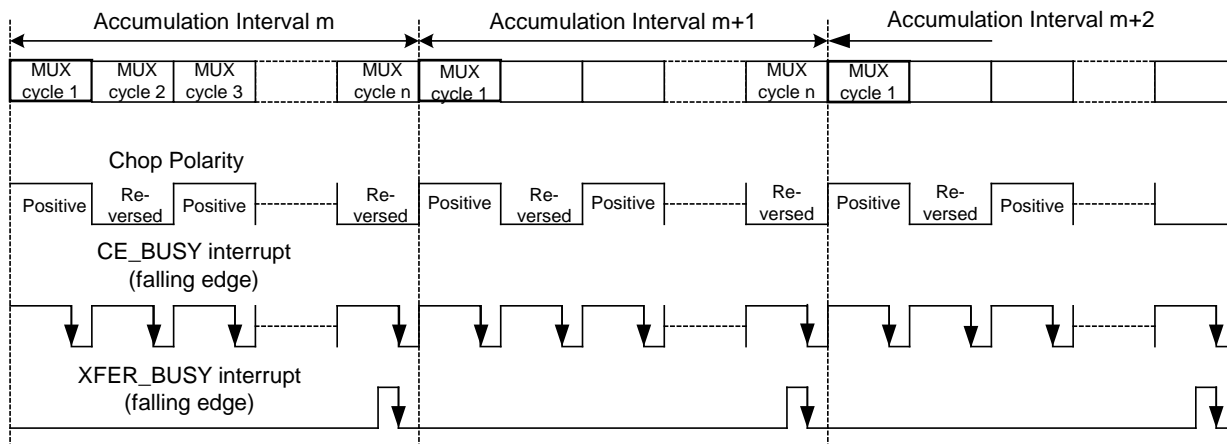 Accumulation Interval m
Accumulation Interval m+1
Accumulation Interval m+2
MUX
cycle 1
MUX
cycle 2
MUX
cycle 3
MUX
cycle n
MUX
cycle 1
MUX
cycle n
MUX
cycle 1
Chop Polarity
Positive
Re-
versed
Positive
Re-
versed
Positive
Re-
versed
Positive
Re-
versed
Positive
Re-
versed
Positive
CE_BUSY interrupt
(falling edge)
XFER_BUSY interrupt
(falling edge)